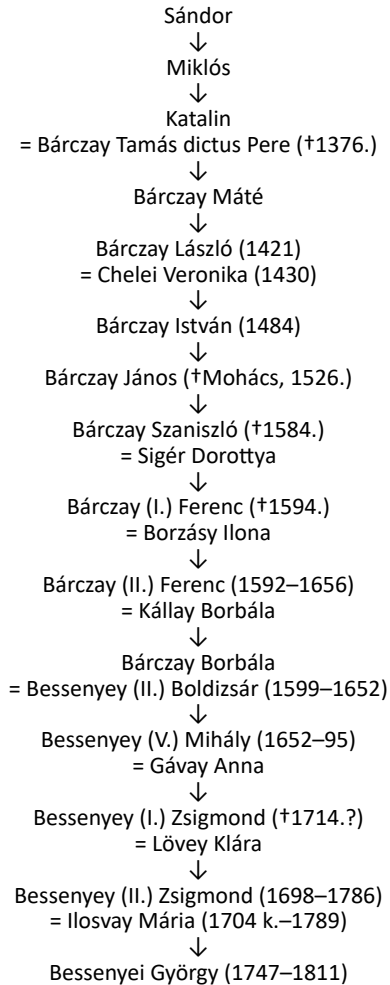 Sándor
↓
Miklós
↓
Katalin
= Bárczay Tamás dictus Pere (†1376.)
↓
Bárczay Máté
↓
Bárczay László (1421)
= Chelei Veronika (1430)
↓
Bárczay István (1484)
↓
Bárczay János (†Mohács, 1526.)
↓
Bárczay Szaniszló (†1584.)
= Sigér Dorottya
↓
Bárczay (I.) Ferenc (†1594.)
= Borzásy Ilona
↓
Bárczay (II.) Ferenc (1592–1656)
= Kállay Borbála
↓
Bárczay Borbála
= Bessenyey (II.) Boldizsár (1599–1652)
↓
Bessenyey (V.) Mihály (1652–95)
= Gávay Anna
↓
Bessenyey (I.) Zsigmond (†1714.?)
= Lövey Klára
↓
Bessenyey (II.) Zsigmond (1698–1786)
= Ilosvay Mária (1704 k.–1789)
↓
Bessenyei György (1747–1811)